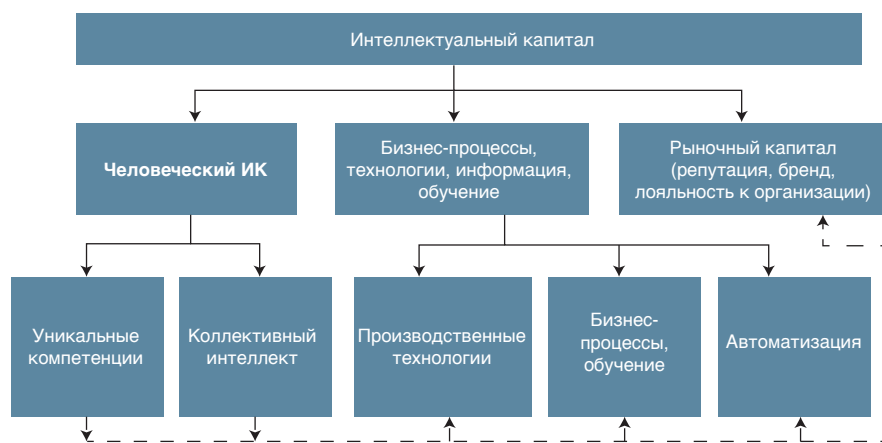 Интеллектуальный капитал
Человеческий ИК
Бизнес-процессы,
технологии, информация,
обучение
Рыночный капитал
(репутация, бренд,
лояльность к организации)
Уникальные
компетенции
Коллективный
интеллект
Производственные
технологии
Бизнес-
процессы,
обучение
Автоматизация